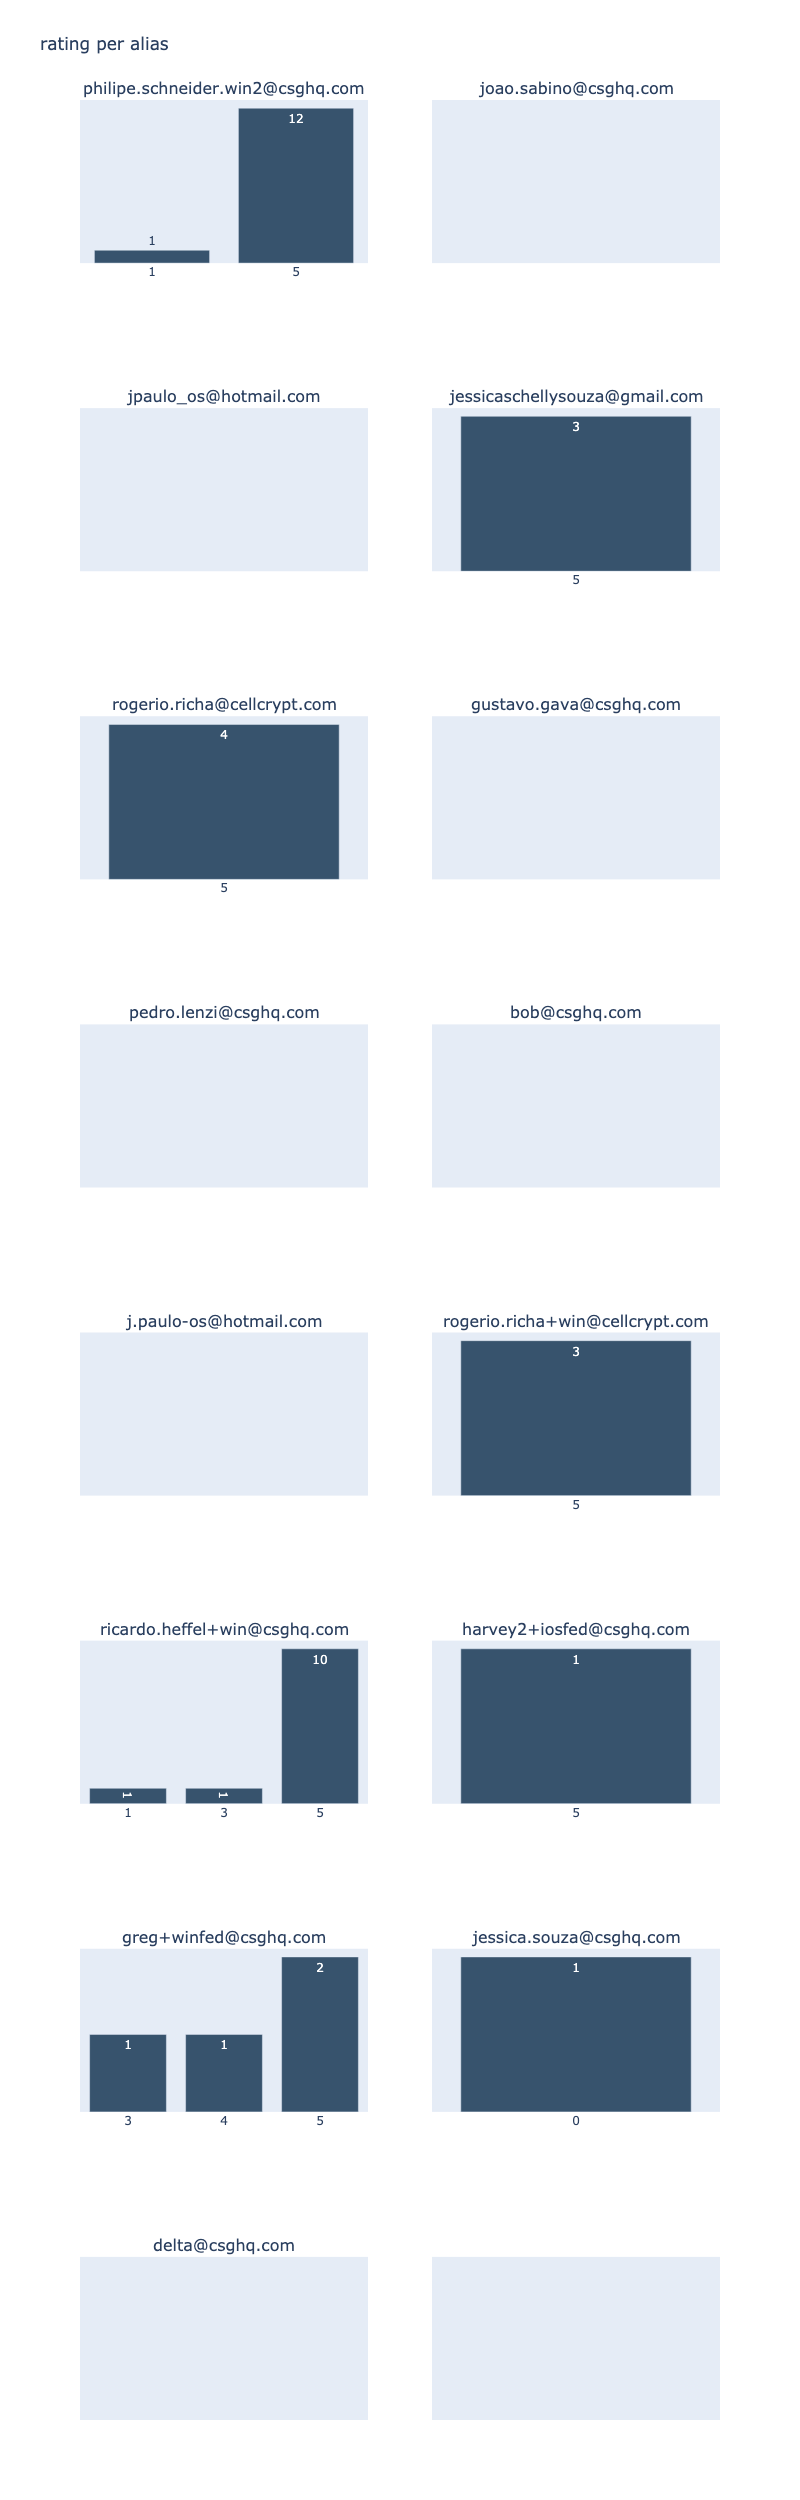 rating per alias
philipe.schneider.win2@csghq.com
joao.sabino@csghq.com
12
1
1
5
jpaulo_os@hotmail.com
jessicaschellysouza@gmail.com
3
5
rogerio.richa@cellcrypt.com
gustavo.gava@csghq.com
4
5
pedro.lenzi@csghq.com
bob@csghq.com
j.paulo-os@hotmail.com
rogerio.richa+win@cellcrypt.com
3
5
ricardo.heffel+win@csghq.com
harvey2+iosfed@csghq.com
10
1
1
1
1
3
5
5
greg+winfed@csghq.com
jessica.souza@csghq.com
2
1
1
1
3
4
5
0
delta@csghq.com